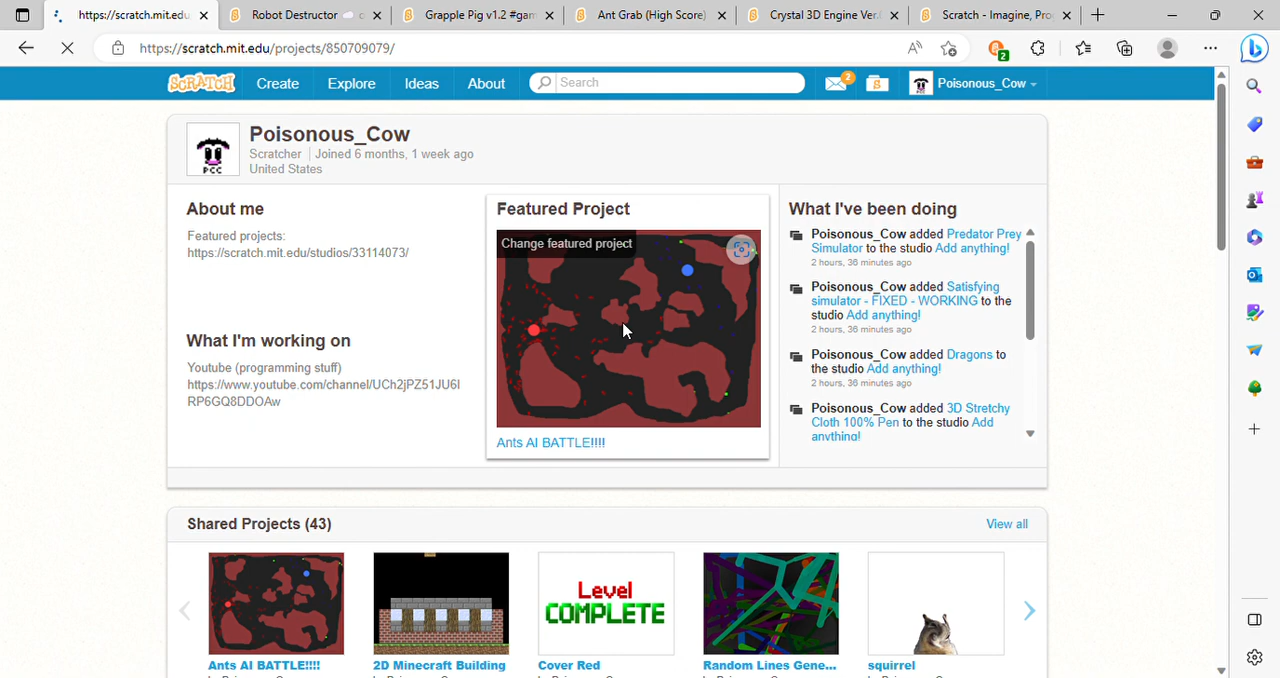 https://scratch.mit.edu
Robot Destructor
Grapple Pig v1.2 #gam
Ant Grab (High Score)
Crystal 3D Engine Ver.
Scratch - Imagine, Pro
https://scratch.mit.edu/projects/850709079/
2
SCRATCH
Create
Explore
Ideas
About
Search
2
Poisonous_Cow
PCC
Poisonous_Cow
Scratcher
Joined 6 months, 1 week ago
United States
About me
Featured projects:
https://scratch.mit.edu/studios/33114073/
What I'm working on
Youtube (programming stuff)
https://www.youtube.com/channel/UCh2jPZ51JU6I
RP6GQ8DDOAw
Featured Project
Change featured project
Ants AI BATTLE!!!!
What I've been doing
Poisonous_Cow added Predator Prey
Simulator to the studio Add anything!
2 hours, 36 minutes ago
Poisonous_Cow added Satisfying
simulator - FIXED - WORKING to the
studio Add anything!
2 hours, 36 minutes ago
Poisonous_Cow added Dragons to
the studio Add anything!
2 hours, 36 minutes ago
Poisonous_Cow added 3D Stretchy
Cloth 100% Pen to the studio Add
anything!
Shared Projects (43)
View all
Level
COMPLETE
Ants AI BATTLE!!!!
2D Minecraft Building
Cover Red
Random Lines Gene...
squirrel